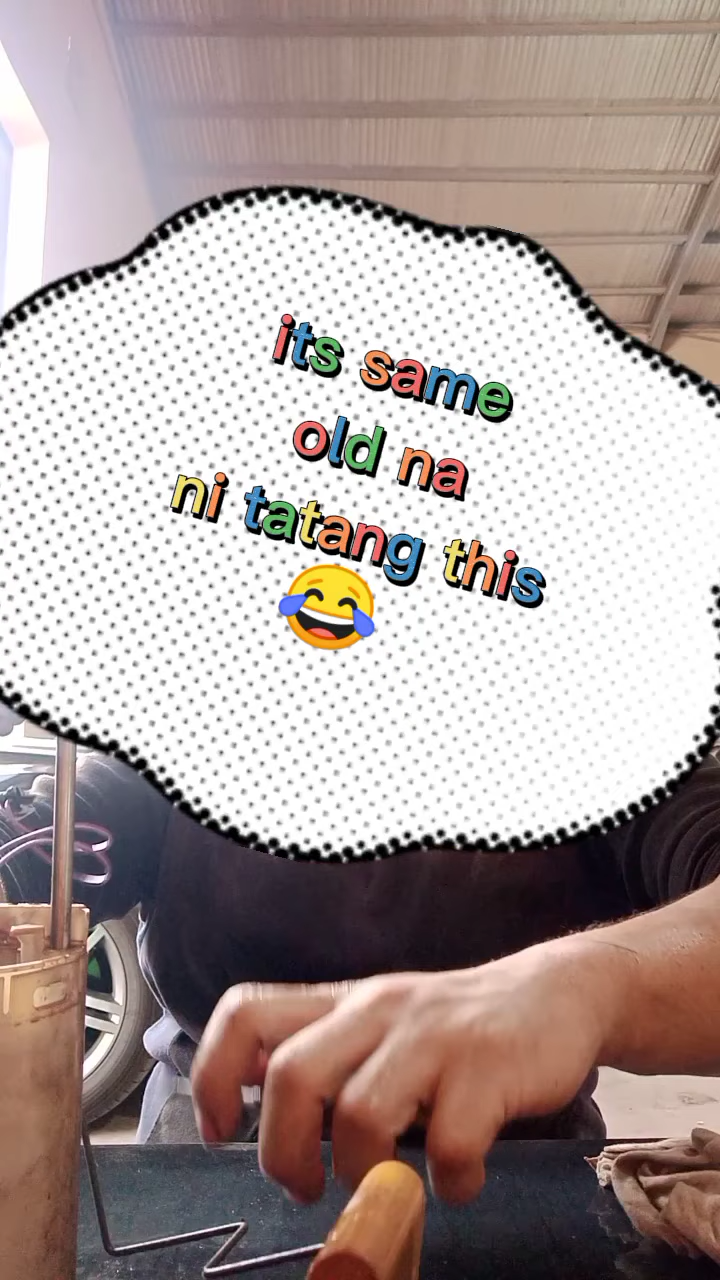 its same
old na
ni tatang this
😂